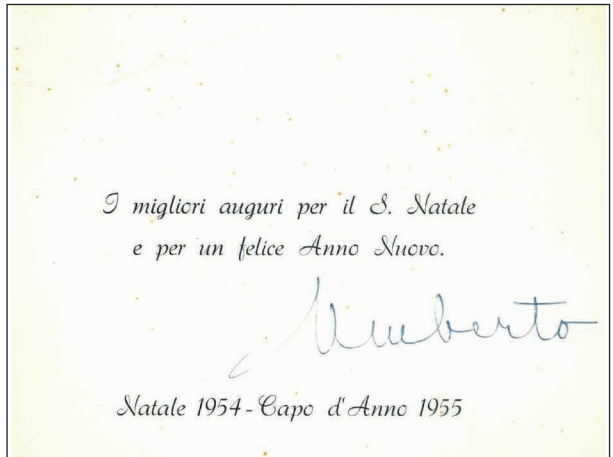 I migliori auguri per il S. Natale
e per un felice Anno Nuovo.
Umberto
Natale 1954 - Capo d'Anno 1955